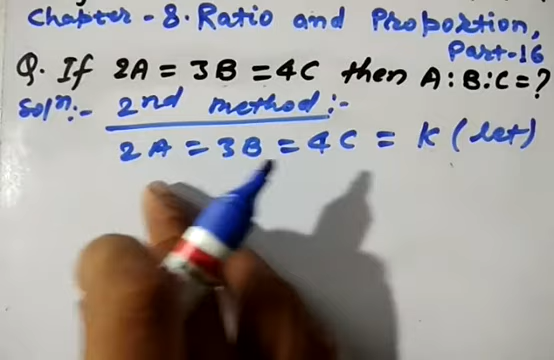 Chapter - 8. Ratio and Proportion,
Part-16
Q. If 2A = 3B = 4C then A:B:C = ?
Solⁿ:- 2nd method:-
2A = 3B = 4C = K (let)